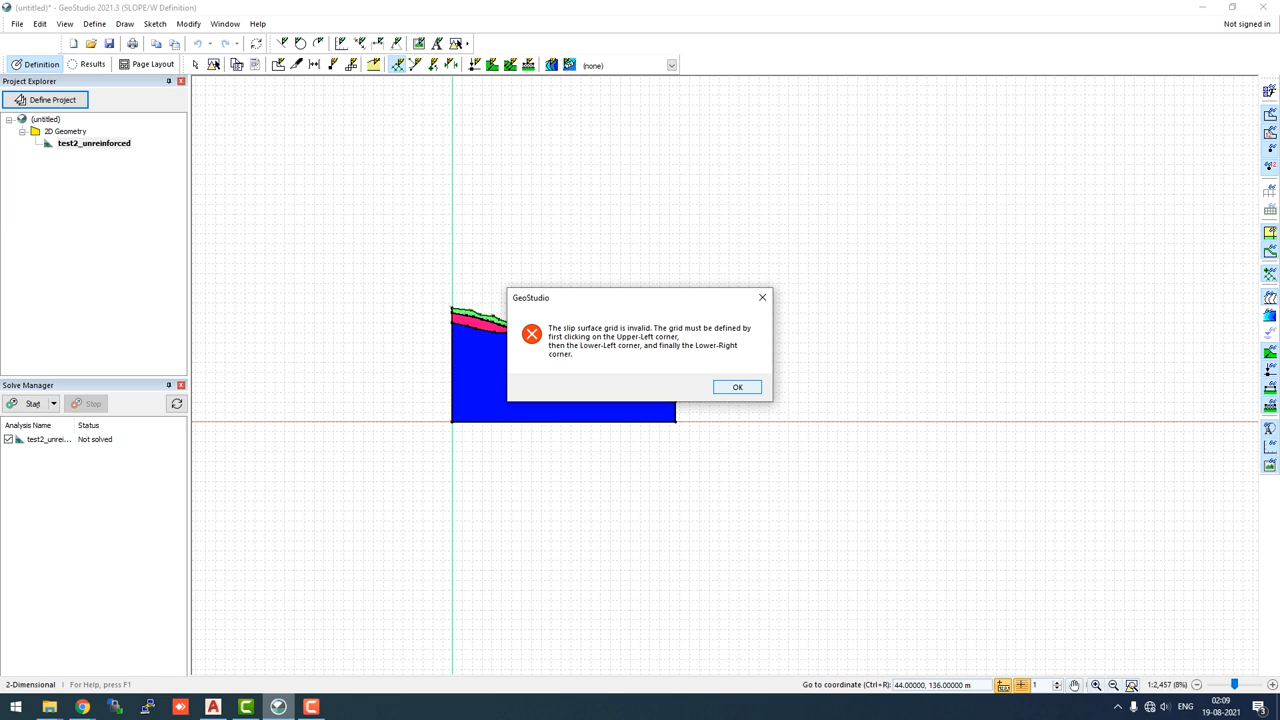 (untitled)* - GeoStudio 2021.3 (SLOPE/W Definition)
File Edit View Define Draw Sketch Modify Window Help
Not signed in
Definition Results Page Layout
(none)
Project Explorer
Define Project
(untitled)
2D Geometry
test2_unreinforced
GeoStudio
The slip surface grid is invalid. The grid must be defined by
first clicking on the Upper-Left corner,
then the Lower-Left corner, and finally the Lower-Right
corner.
OK
Solve Manager
Start Stop
Analysis Name Status
test2_unrei... Not solved
2-Dimensional For Help, press F1
Go to coordinate (Ctrl+R): 44.00000, 136.00000 m
1
1:2,457 (8%)
ENG
02:09
19-08-2021
3